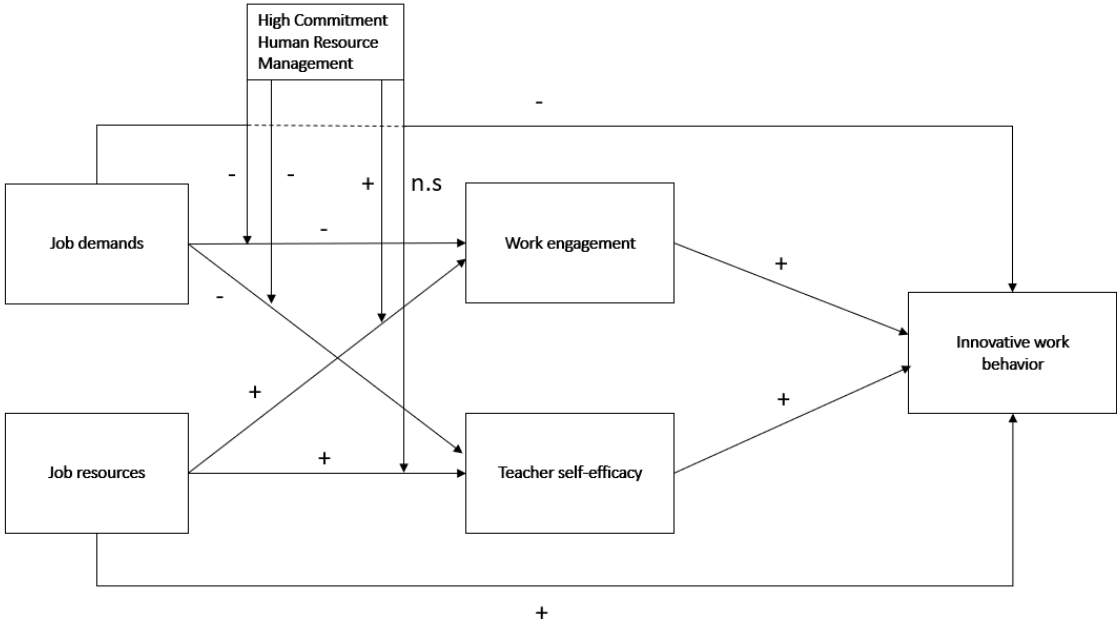 High Commitment
Human Resource
Management
-
-
-
+
n.s
Job demands
-
Work engagement
+
-
Innovative work
behavior
+
+
Job resources
+
Teacher self-efficacy
+